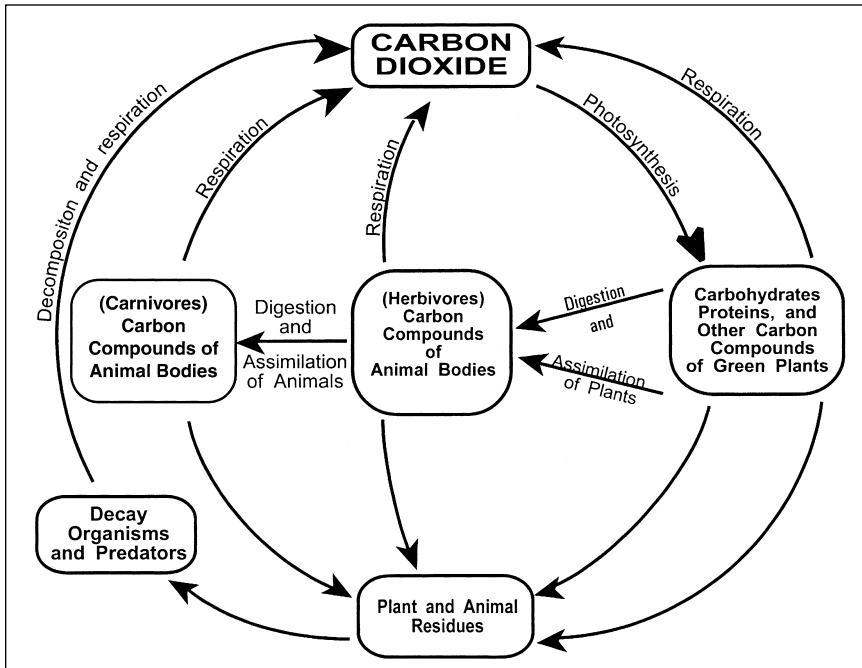 CARBON
DIOXIDE
Decompositon and respiration
Respiration
Respiration
Photosynthesis
Respiration
(Carnivores)
Carbon
Compounds of
Animal Bodies
Digestion
and
Assimilation
of Animals
(Herbivores)
Carbon
Compounds
of
Animal Bodies
Digestion
and
Assimilation
of Plants
Carbohydrates
Proteins, and
Other Carbon
Compounds
of Green Plants
Decay
Organisms
and Predators
Plant and Animal
Residues